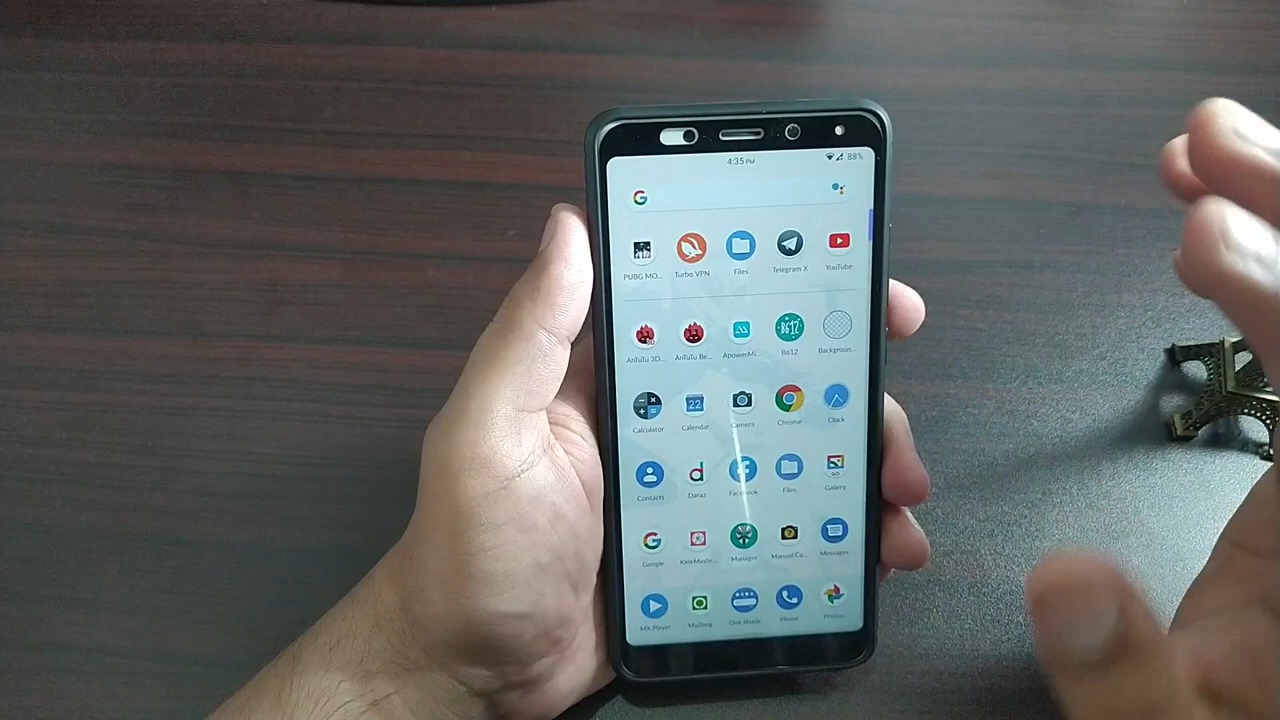 4:35 PM 88%
PUBG MO... Turbo VPN Files Telegram X YouTube
AnTuTu 3D... AnTuTu Be... ApowerMi... B612 Backgroun...
Calculator Calendar Camera Chrome Clock
Contacts Daraz Facebook Files Gallery
Google KineMaste... Manager Manual Ca... Messages
MX Player MyZong One Shade Phone Photos